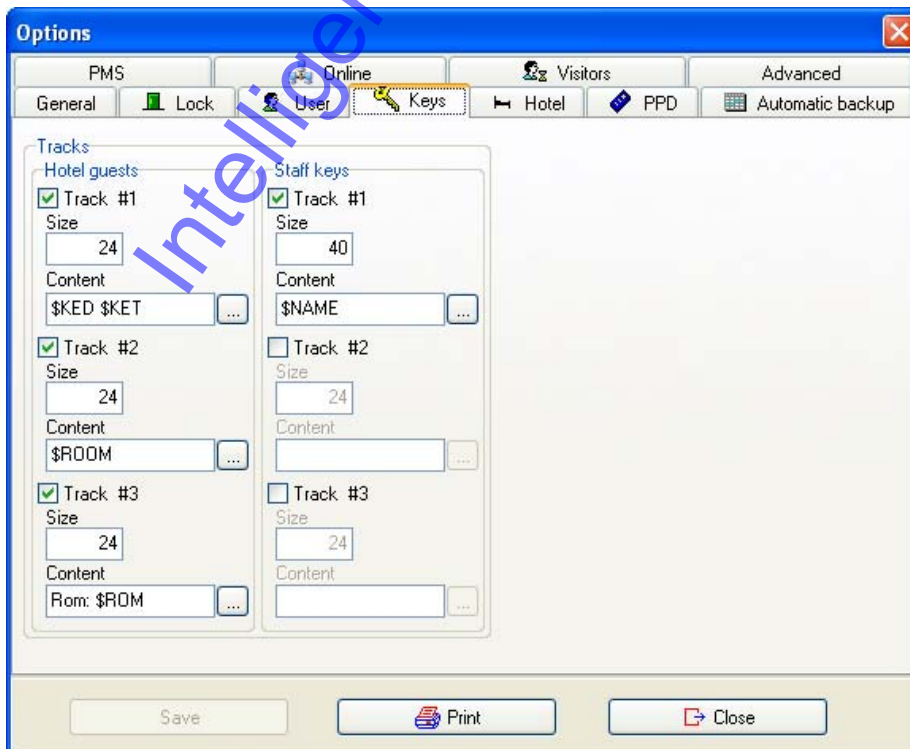 Options
PMS Online Visitors Advanced
General Lock User Keys Hotel PPD Automatic backup
Tracks
Hotel guests
Track #1
Size
24
Content
$KED $KET ...
Track #2
Size
24
Content
$ROOM ...
Track #3
Size
24
Content
Rom: $ROM ...
Staff keys
Track #1
Size
40
Content
$NAME ...
Track #2
Size
24
Content
...
Track #3
Size
24
Content
...
Save Print Close